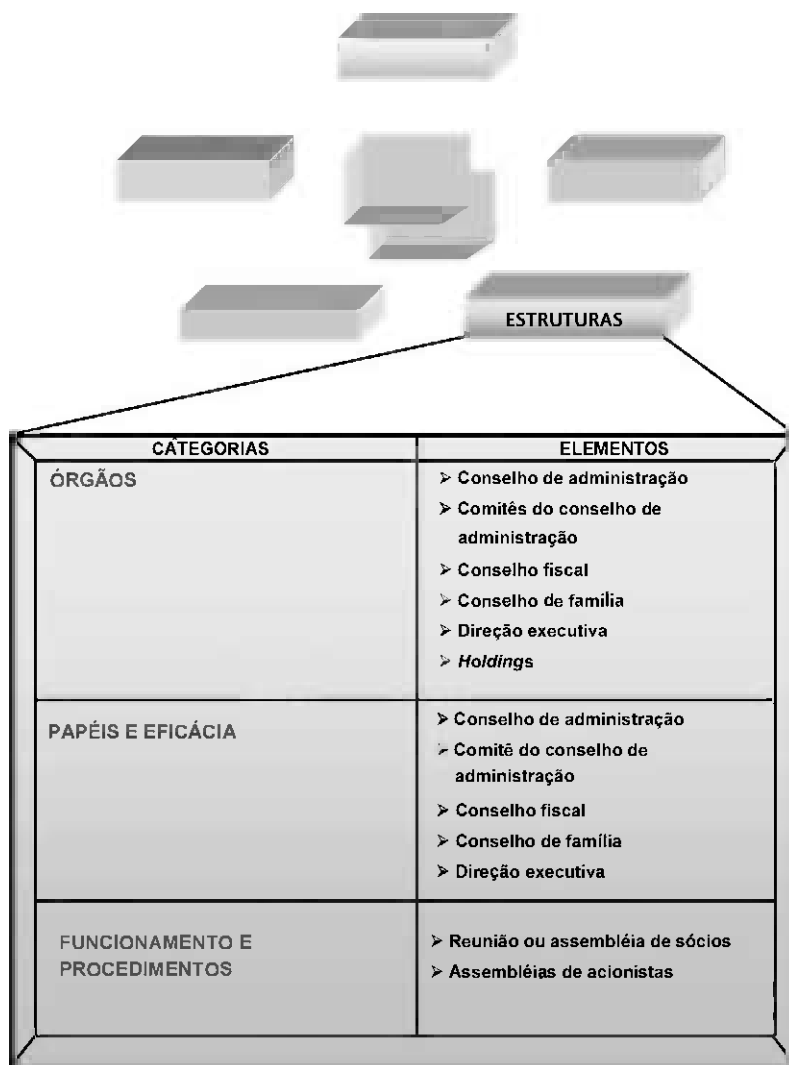 ESTRUTURAS
CATEGORIAS
ELEMENTOS
ÓRGÃOS
➢ Conselho de administração
➢ Comitês do conselho de
administração
➢ Conselho fiscal
➢ Conselho de família
➢ Direção executiva
➢ Holdings
PAPÉIS E EFICÁCIA
➢ Conselho de administração
➢ Comitê do conselho de
administração
➢ Conselho fiscal
➢ Conselho de família
➢ Direção executiva
FUNCIONAMENTO E
PROCEDIMENTOS
➢ Reunião ou assembléia de sócios
➢ Assembléias de acionistas